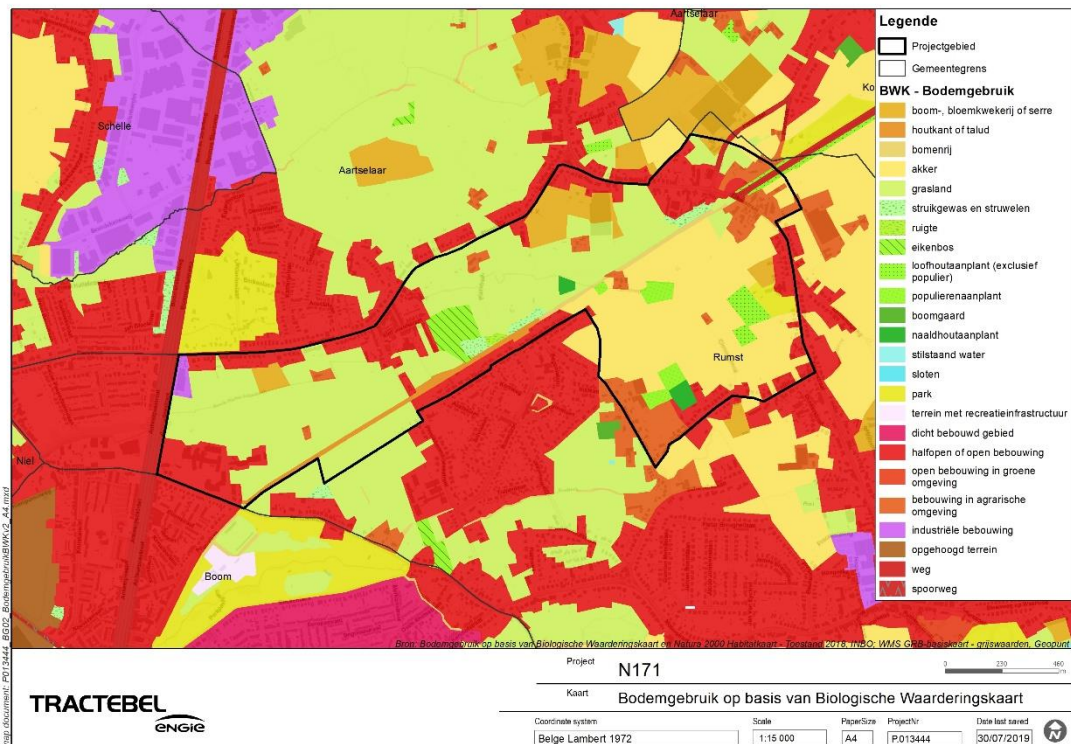 Aartselaar
Schelle
Aartselaar
Ko
Rumst
Niel
Boom
Legende
Projectgebied
Gemeentegrens
BWK - Bodemgebruik
boom-, bloemkwekerij of serre
houtkant of talud
bomenrij
akker
grasland
struikgewas en struwelen
ruigte
eikenbos
loofhoutaanplant (exclusief
populier)
populierenaanplant
boomgaard
naaldhoutaanplant
stilstaand water
sloten
park
terrein met recreatieinfrastructuur
dicht bebouwd gebied
halfopen of open bebouwing
open bebouwing in groene
omgeving
bebouwing in agrarische
omgeving
industriële bebouwing
opgehoogd terrein
weg
spoorweg
Bron: Bodemgebruik op basis van Biologische Waarderingskaart en Natura 2000 Habitatkaart - Toestand 2018, INBO; WMS GRB-basiskaart - grijswaarden, Geopunt
map document: P013444_BG02_BodemgebruikBWKv2_A4.mxd
TRACTEBEL
ENGIE
Project N171
0 230 460
m
Kaart Bodemgebruik op basis van Biologische Waarderingskaart
Coordinate system Scale PaperSize ProjectNr Date last saved
Belge Lambert 1972 1:15 000 A4 P.013444 30/07/2019
N